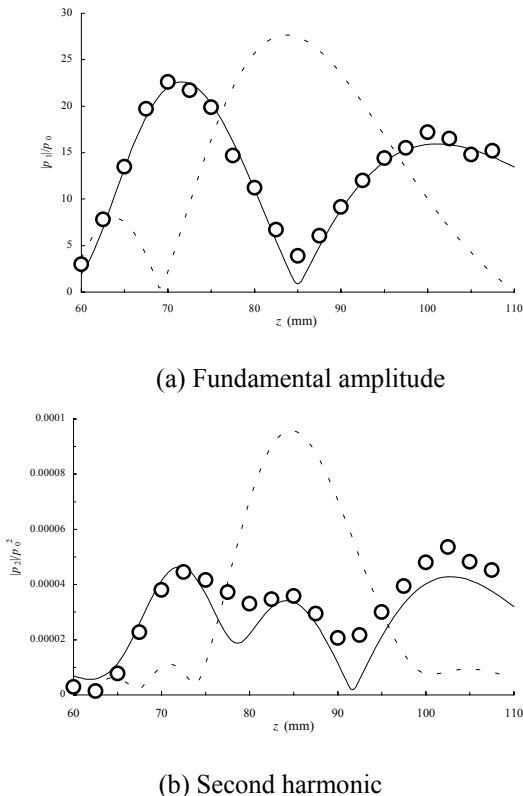 30
25
20
15
10
5
0
|p₁|/p₀
60 70 80 90 100 110
z (mm)
(a) Fundamental amplitude
0.0001
0.00008
0.00006
0.00004
0.00002
0
|p₂|/p₀²
60 70 80 90 100 110
z (mm)
(b) Second harmonic